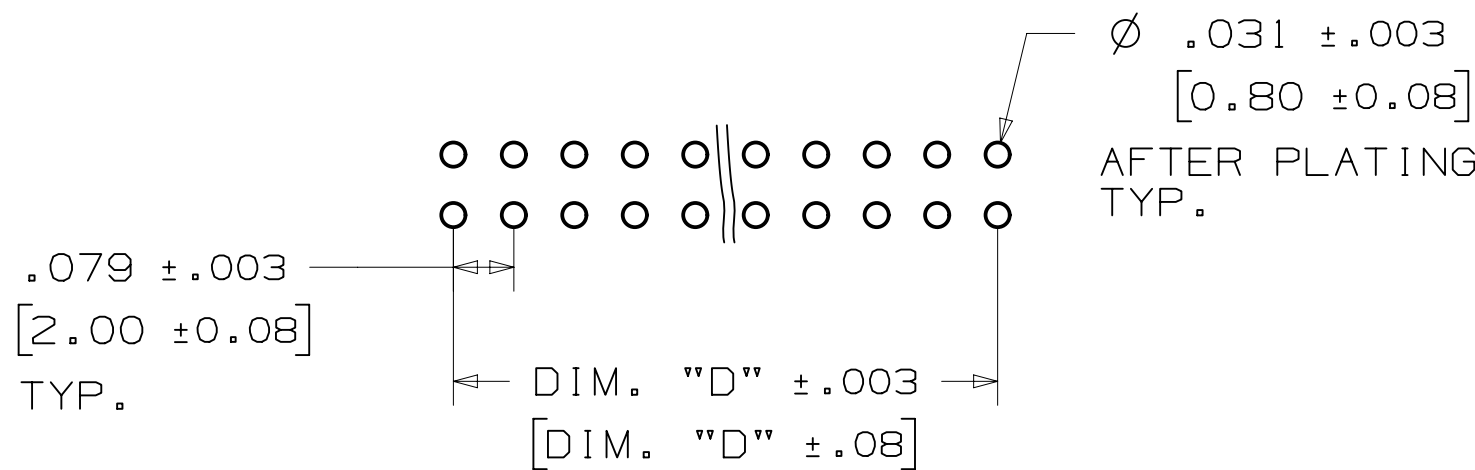 Ø .031 ±.003
[0.80 ±0.08]
AFTER PLATING
TYP.
.079 ±.003
[2.00 ±0.08]
TYP.
DIM. "D" ±.003
[DIM. "D" ±.08]